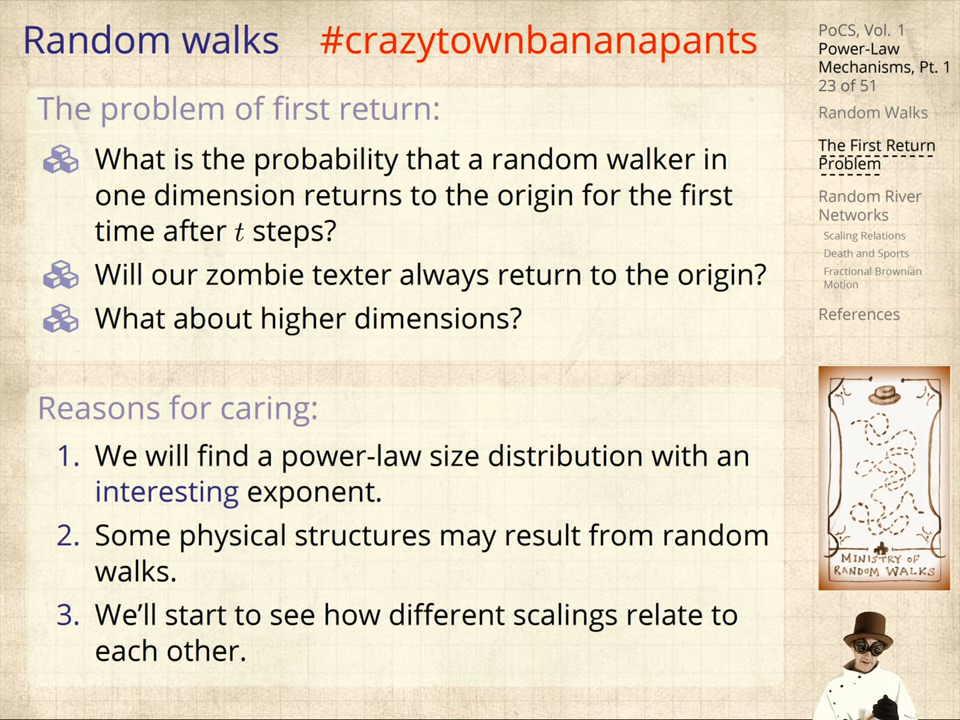 Random walks #crazytownbananapants
The problem of first return:
What is the probability that a random walker in
one dimension returns to the origin for the first
time after t steps?
Will our zombie texter always return to the origin?
What about higher dimensions?
Reasons for caring:
1. We will find a power-law size distribution with an
interesting exponent.
2. Some physical structures may result from random
walks.
3. We’ll start to see how different scalings relate to
each other.
PoCS, Vol. 1
Power-Law
Mechanisms, Pt. 1
23 of 51
Random Walks
The First Return
Problem
Random River
Networks
Scaling Relations
Death and Sports
Fractional Brownian
Motion
References
MINISTRY OF
RANDOM WALKS